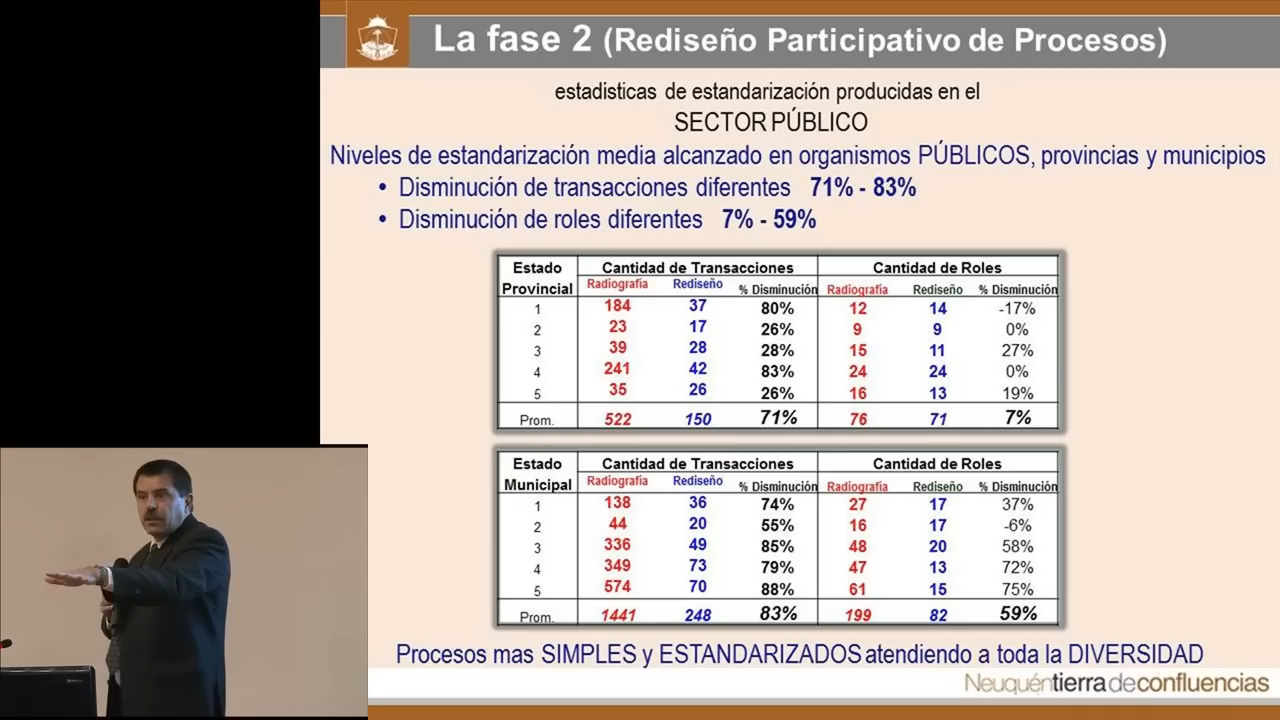 La fase 2 (Rediseño Participativo de Procesos)
estadísticas de estandarización producidas en el
SECTOR PÚBLICO
Niveles de estandarización media alcanzado en organismos PÚBLICOS, provincias y municipios
• Disminución de transacciones diferentes 71% - 83%
• Disminución de roles diferentes 7% - 59%
Estado Cantidad de Transacciones Cantidad de Roles
Provincial Radiografía Rediseño % Disminución Radiografía Rediseño % Disminución
1 184 37 80% 12 14 -17%
2 23 17 26% 9 9 0%
3 39 28 28% 15 11 27%
4 241 42 83% 24 24 0%
5 35 26 26% 16 13 19%
Prom. 522 150 71% 76 71 7%
Estado Cantidad de Transacciones Cantidad de Roles
Municipal Radiografía Rediseño % Disminución Radiografía Rediseño % Disminución
1 138 36 74% 27 17 37%
2 44 20 55% 16 17 -6%
3 336 49 85% 48 20 58%
4 349 73 79% 47 13 72%
5 574 70 88% 61 15 75%
Prom. 1441 248 83% 199 82 59%
Procesos mas SIMPLES y ESTANDARIZADOS atendiendo a toda la DIVERSIDAD
Neuquéntierradeconfluencias